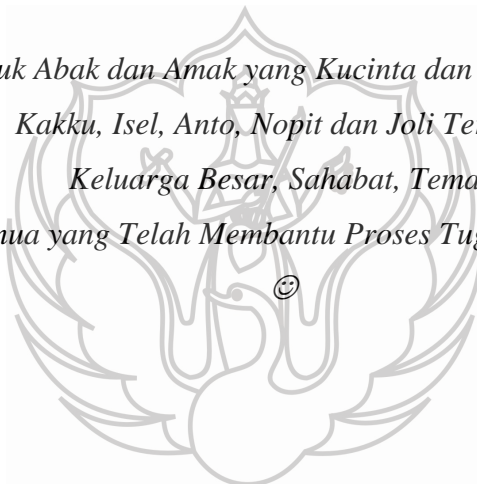 uk Abak dan Amak yang Kucinta dan
Kakku, Isel, Anto, Nopit dan Joli Te
Keluarga Besar, Sahabat, Tema
nua yang Telah Membantu Proses Tug
☺